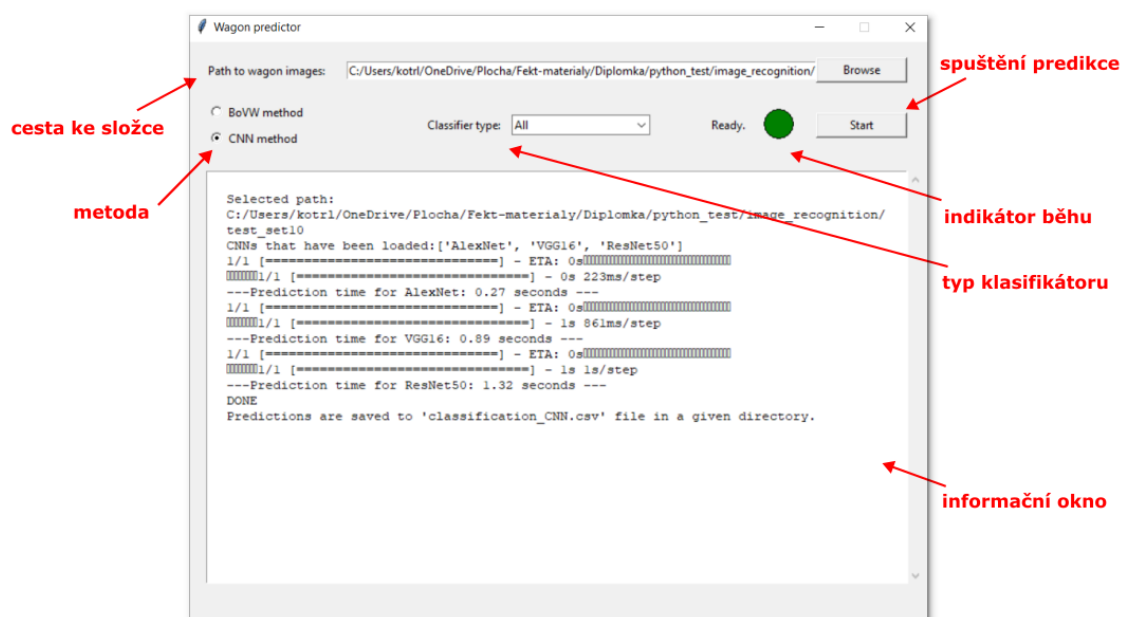 Wagon predictor
Path to wagon images:
C:/Users/kotrl/OneDrive/Plocha/Fekt-materialy/Diplomka/python_test/image_recognition/
Browse
spuštění predikce
cesta ke složce
BoVW method
CNN method
Classifier type:
All
Ready.
Start
metoda
indikátor běhu
typ klasifikátoru
Selected path:
C:/Users/kotrl/OneDrive/Plocha/Fekt-materialy/Diplomka/python_test/image_recognition/
test_set10
CNNs that have been loaded:['AlexNet', 'VGG16', 'ResNet50']
1/1 [==============================] - ETA: 0s
1/1 [==============================] - 0s 223ms/step
---Prediction time for AlexNet: 0.27 seconds ---
1/1 [==============================] - ETA: 0s
1/1 [==============================] - 1s 861ms/step
---Prediction time for VGG16: 0.89 seconds ---
1/1 [==============================] - ETA: 0s
1/1 [==============================] - 1s 1s/step
---Prediction time for ResNet50: 1.32 seconds ---
DONE
Predictions are saved to 'classification_CNN.csv' file in a given directory.
informační okno